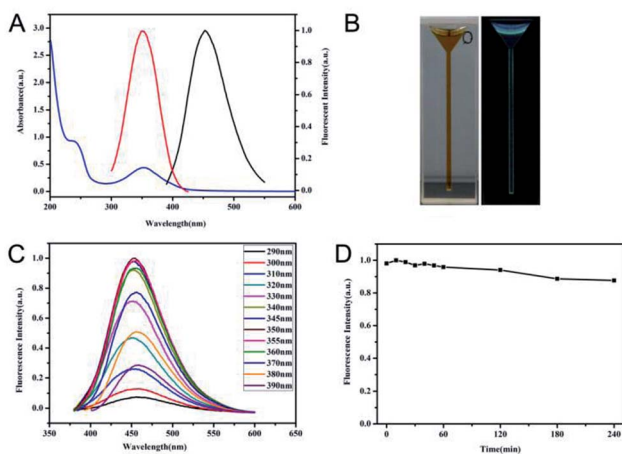 A
B
3.0
2.5
2.0
1.5
1.0
0.5
0.0
Absorbance(a.u.)
1.0
0.8
0.6
0.4
0.2
0.0
Fluorescent Intensity(a.u.)
200 300 400 500 600
Wavelength(nm)
C
D
1.0
0.8
0.6
0.4
0.2
0.0
Fluorescence Intensity(a.u.)
290nm
300nm
310nm
320nm
330nm
340nm
345nm
350nm
355nm
360nm
370nm
380nm
390nm
350 400 450 500 550 600 650
Wavelength(nm)
1.0
0.8
0.6
0.4
0.2
0.0
Fluorescence Intensity(a.u.)
0 60 120 180 240
Time(min)